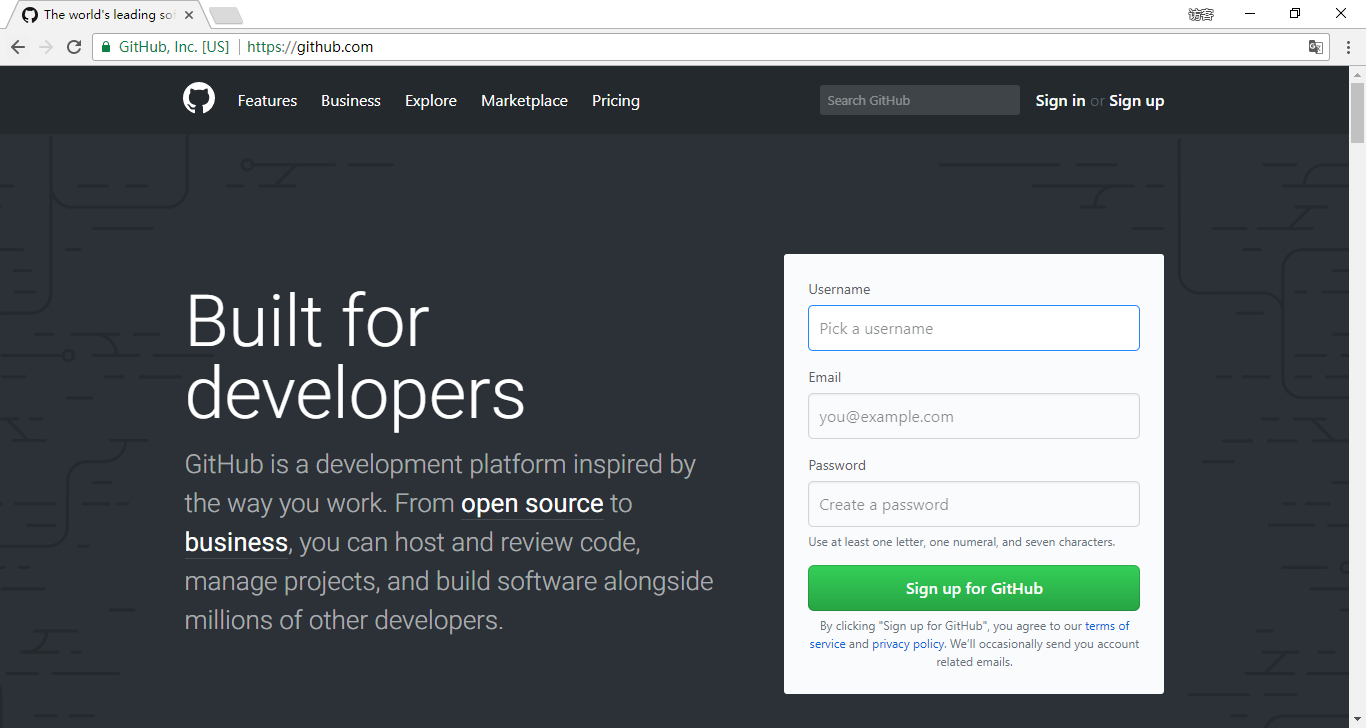 The world's leading so
访客
GitHub, Inc. [US] https://github.com
Features Business Explore Marketplace Pricing Search GitHub Sign in or Sign up
Built for
developers
GitHub is a development platform inspired by
the way you work. From open source to
business, you can host and review code,
manage projects, and build software alongside
millions of other developers.
Username
Pick a username
Email
you@example.com
Password
Create a password
Use at least one letter, one numeral, and seven characters.
Sign up for GitHub
By clicking "Sign up for GitHub", you agree to our terms of
service and privacy policy. We’ll occasionally send you account
related emails.